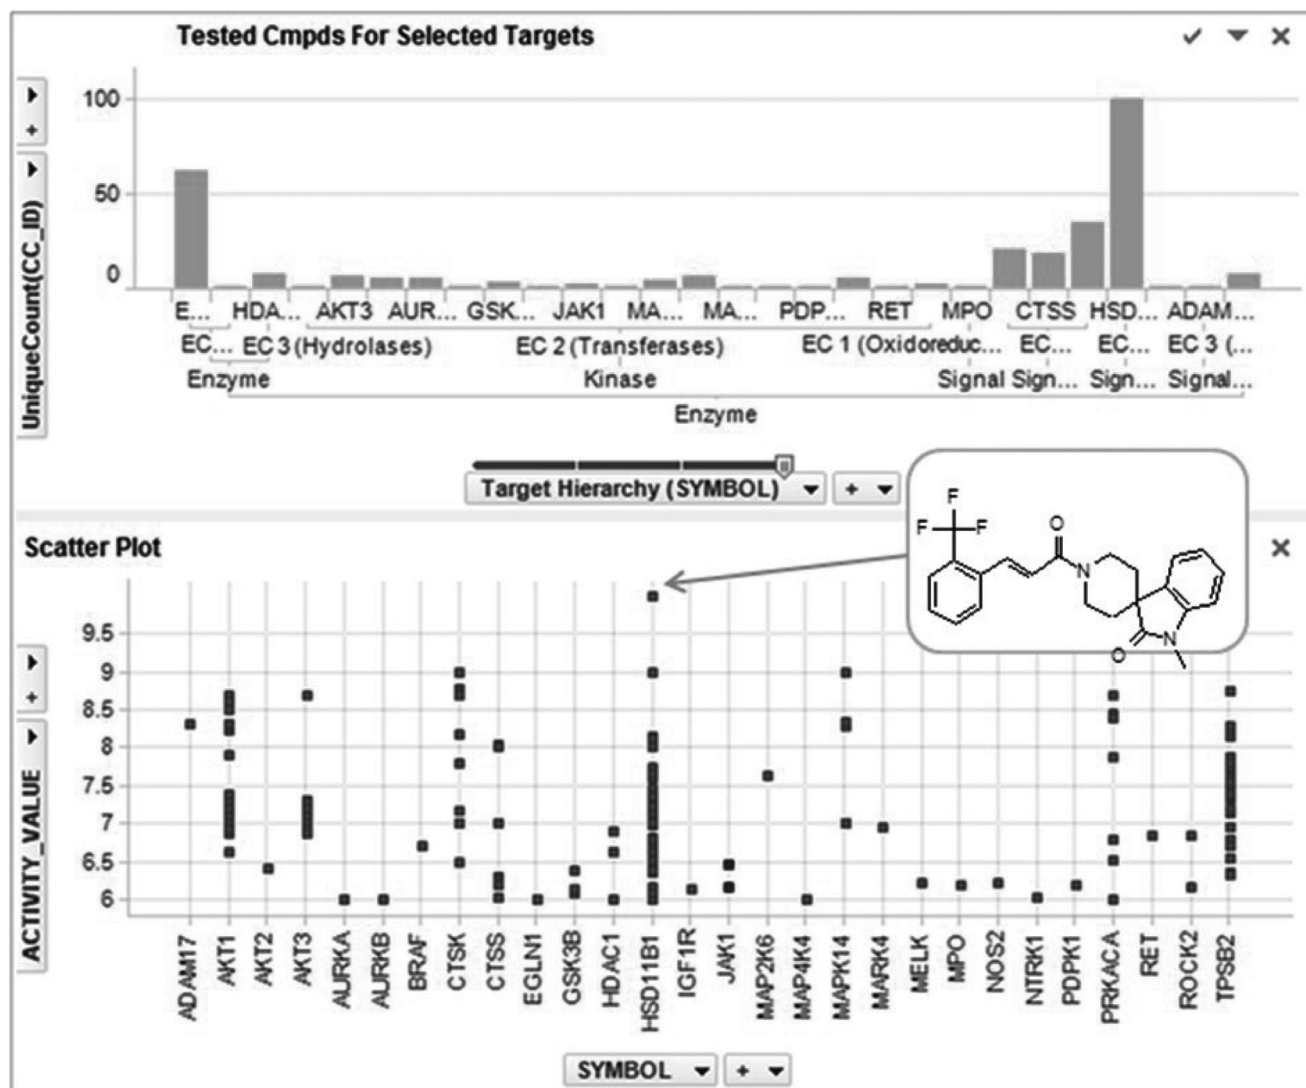 Tested Cmpds For Selected Targets
UniqueCount(CC_ID)
+
100
50
0
E... HDA... AKT3 AUR... GSK... JAK1 MA... MA... PDP... RET MPO CTSS HSD... ADAM...
EC... EC 3 (Hydrolases) EC 2 (Transferases) EC 1 (Oxidoreduc... EC... EC... EC 3 (...
Enzyme Kinase Signal Sign... Sign... Signal...
Enzyme
Target Hierarchy (SYMBOL) +
Scatter Plot
F
F F
O
N
O
N
ACTIVITY_VALUE
+
9.5
9
8.5
8
7.5
7
6.5
6
ADAM17
AKT1
AKT2
AKT3
AURKA
AURKB
BRAF
CTSK
CTSS
EGLN1
GSK3B
HDAC1
HSD11B1
IGF1R
JAK1
MAP2K6
MAP4K4
MAPK14
MARK4
MELK
MPO
NOS2
NTRK1
PDPK1
PRKACA
RET
ROCK2
TPSB2
SYMBOL +